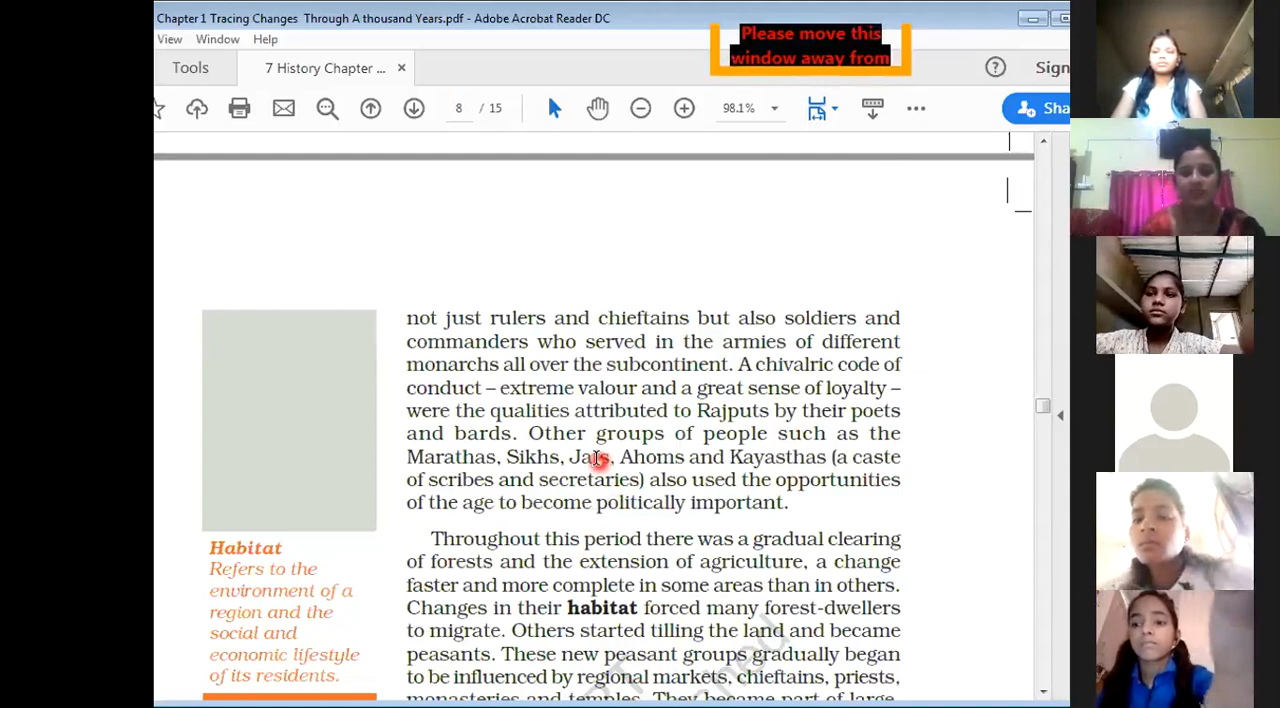 Chapter 1 Tracing Changes Through A thousand Years.pdf - Adobe Acrobat Reader DC
View Window Help
Please move this
window away from
Tools
7 History Chapter ... ×
Sign
8 / 15
98.1%
Sha
not just rulers and chieftains but also soldiers and
commanders who served in the armies of different
monarchs all over the subcontinent. A chivalric code of
conduct – extreme valour and a great sense of loyalty –
were the qualities attributed to Rajputs by their poets
and bards. Other groups of people such as the
Marathas, Sikhs, Jats, Ahoms and Kayasthas (a caste
of scribes and secretaries) also used the opportunities
of the age to become politically important.
Throughout this period there was a gradual clearing
of forests and the extension of agriculture, a change
faster and more complete in some areas than in others.
Changes in their habitat forced many forest-dwellers
to migrate. Others started tilling the land and became
peasants. These new peasant groups gradually began
to be influenced by regional markets, chieftains, priests,
monasteries and temples. They became part of large,
Habitat
Refers to the
environment of a
region and the
social and
economic lifestyle
of its residents.